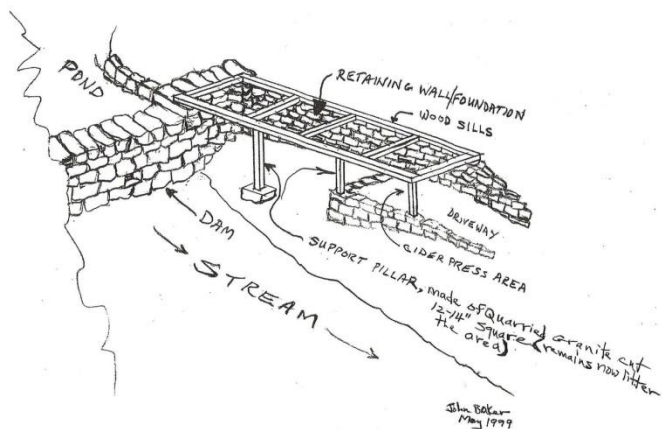 POND
RETAINING WALL/FOUNDATION
WOOD SILLS
DRIVEWAY
DAM
CIDER PRESS AREA
SUPPORT PILLAR, made of Quarried granite cut
12-14" Square (remains now litter
the area)
STREAM
John Baker
May 1999